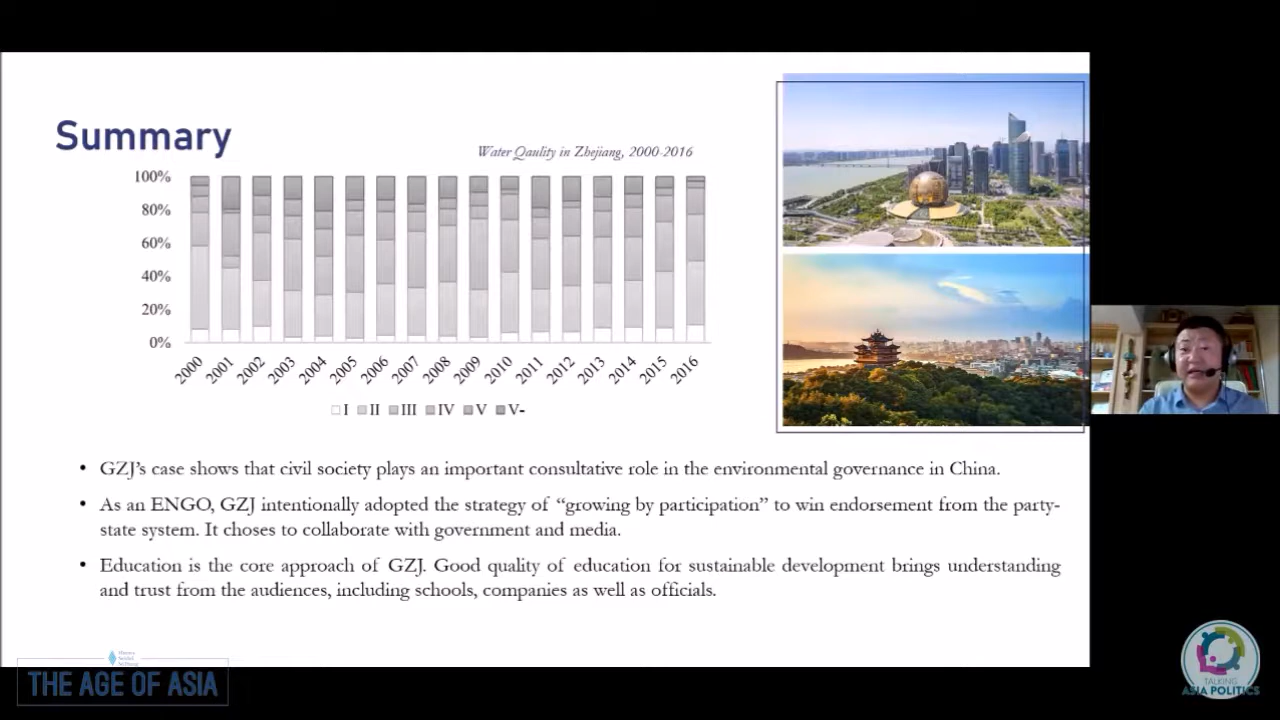 Summary
Water Qaulity in Zhejiang, 2000-2016
100%
80%
60%
40%
20%
0%
2000 2001 2002 2003 2004 2005 2006 2007 2008 2009 2010 2011 2012 2013 2014 2015 2016
I II III IV V V-
• GZJ's case shows that civil society plays an important consultative role in the environmental governance in China.
• As an ENGO, GZJ intentionally adopted the strategy of “growing by participation” to win endorsement from the party-
state system. It choses to collaborate with government and media.
• Education is the core approach of GZJ. Good quality of education for sustainable development brings understanding
and trust from the audiences, including schools, companies as well as officials.
THE AGE OF ASIA
TALKING
ASIA POLITICS